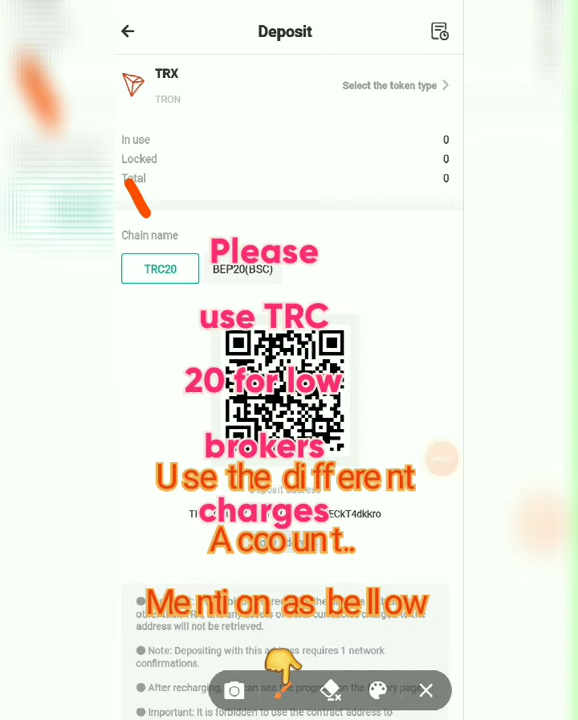 Deposit
TRX
Select the token type
TRON
In use 0
Locked 0
Total 0
Chain name
TRC20 BEP20(BSC)
Please
use TRC
20 for low
brokers
charges
Use the different
Account..
Mention as bellow
ECkT4dkkro
address will not be retrieved.
Note: Depositing with this address requires 1 network
confirmations.
After recharging,
Important: It is forbidden to use the contract address to